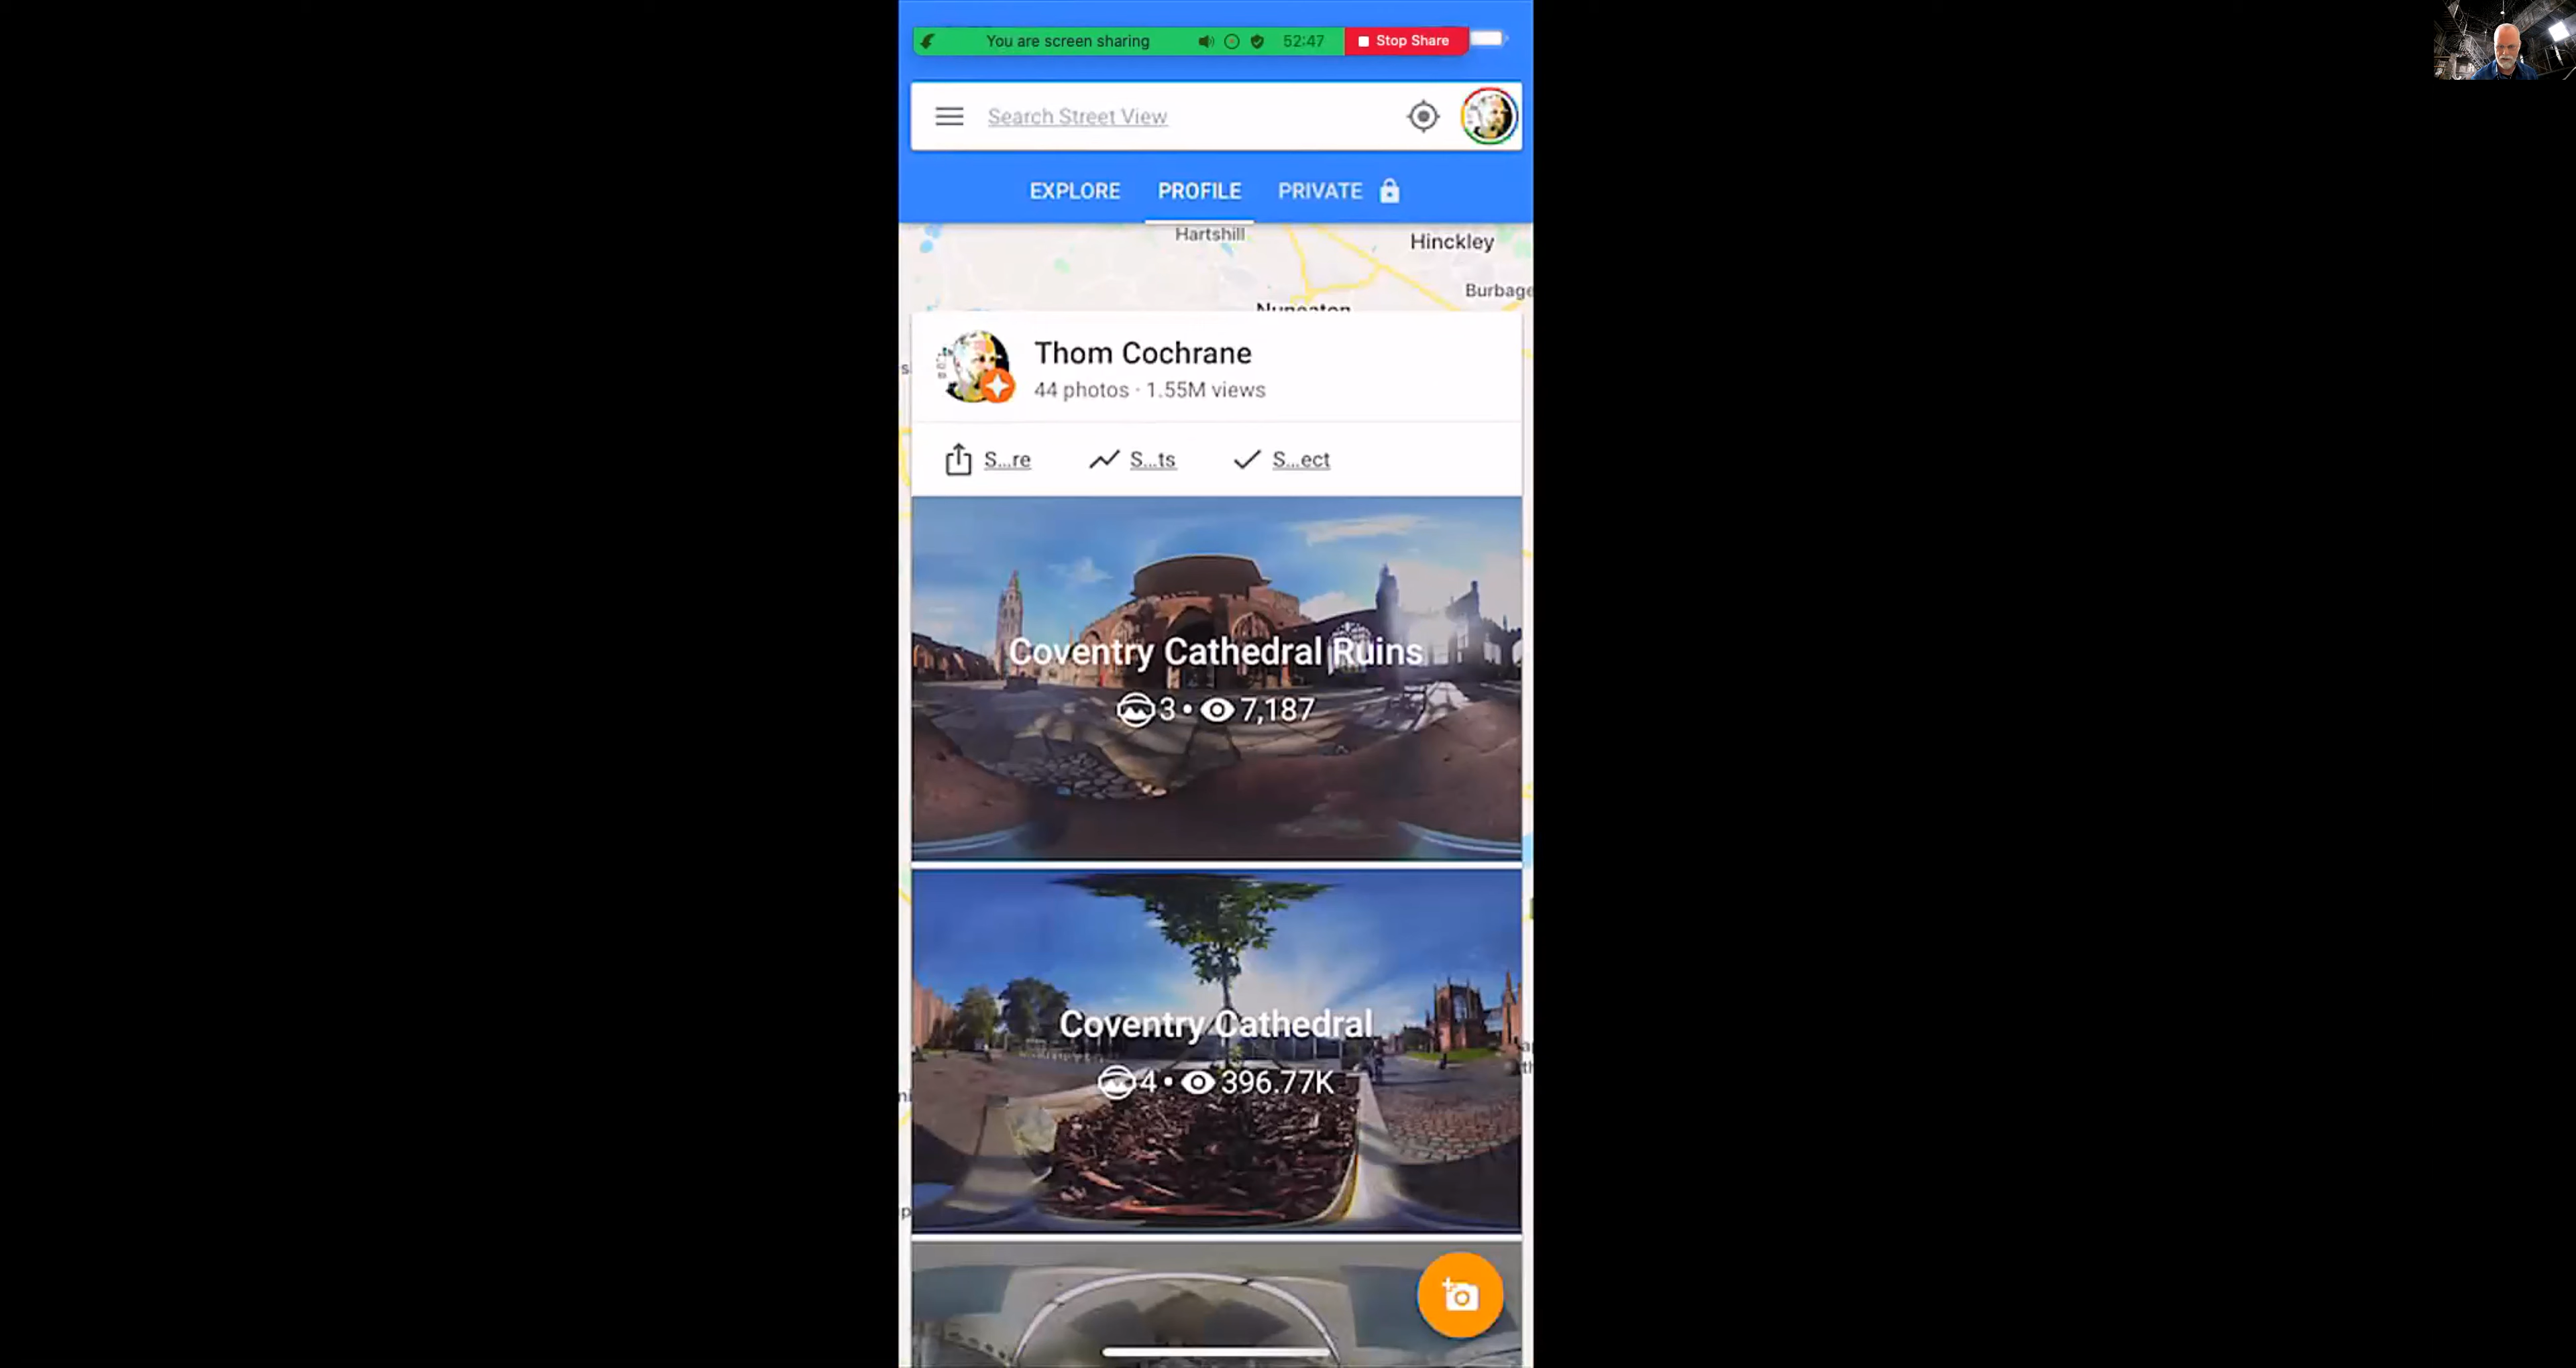 You are screen sharing 52:47 Stop Share
Search Street View
EXPLORE PROFILE PRIVATE
Hartshill
Hinckley
Burbage
Nuneaton
Thom Cochrane
44 photos · 1.55M views
S...re S...ts S...ect
Coventry Cathedral Ruins
3 • 7,187
Coventry Cathedral
4 • 396.77K